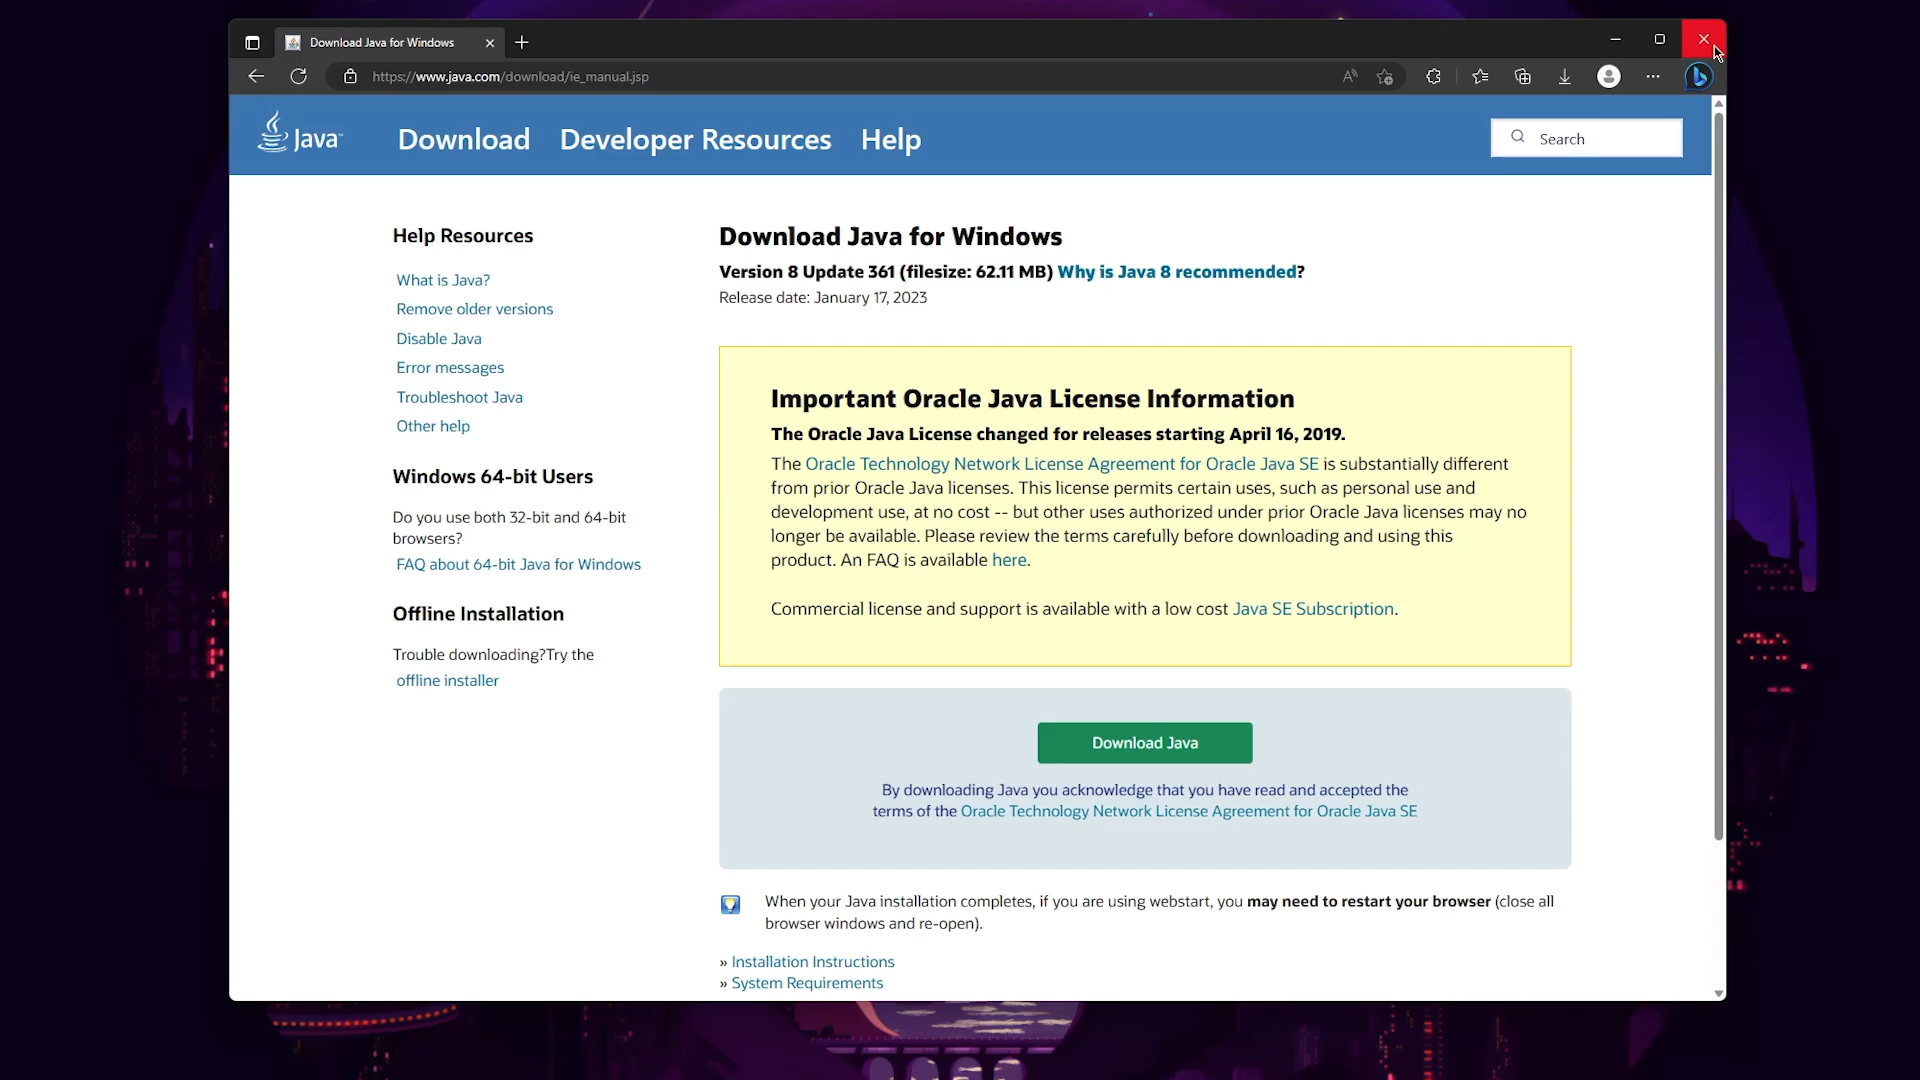 Download Java for Windows
https://www.java.com/download/ie_manual.jsp
Java™
Download Developer Resources Help
Search
Help Resources
What is Java?
Remove older versions
Disable Java
Error messages
Troubleshoot Java
Other help
Windows 64-bit Users
Do you use both 32-bit and 64-bit
browsers?
FAQ about 64-bit Java for Windows
Offline Installation
Trouble downloading?Try the
offline installer
Download Java for Windows
Version 8 Update 361 (filesize: 62.11 MB) Why is Java 8 recommended?
Release date: January 17, 2023
Important Oracle Java License Information
The Oracle Java License changed for releases starting April 16, 2019.
The Oracle Technology Network License Agreement for Oracle Java SE is substantially different
from prior Oracle Java licenses. This license permits certain uses, such as personal use and
development use, at no cost -- but other uses authorized under prior Oracle Java licenses may no
longer be available. Please review the terms carefully before downloading and using this
product. An FAQ is available here.
Commercial license and support is available with a low cost Java SE Subscription.
Download Java
By downloading Java you acknowledge that you have read and accepted the
terms of the Oracle Technology Network License Agreement for Oracle Java SE
When your Java installation completes, if you are using webstart, you may need to restart your browser (close all
browser windows and re-open).
» Installation Instructions
» System Requirements